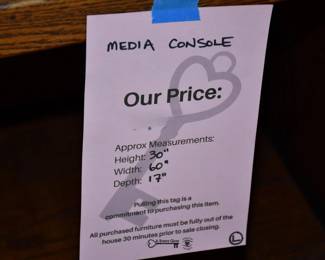 MEDIA CONSOLE
Our Price:
Approx Measurements:
Height: 30"
Width: 60"
Depth: 17"
Pulling this tag is a
commitment to purchasing this item.
All purchased furniture must be fully out of the
house 30 minutes prior to sale closing.